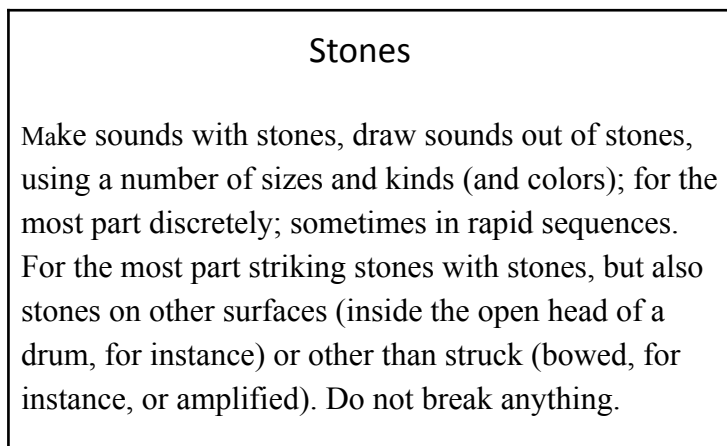 Stones
Make sounds with stones, draw sounds out of stones,
using a number of sizes and kinds (and colors); for the
most part discretely; sometimes in rapid sequences.
For the most part striking stones with stones, but also
stones on other surfaces (inside the open head of a
drum, for instance) or other than struck (bowed, for
instance, or amplified). Do not break anything.